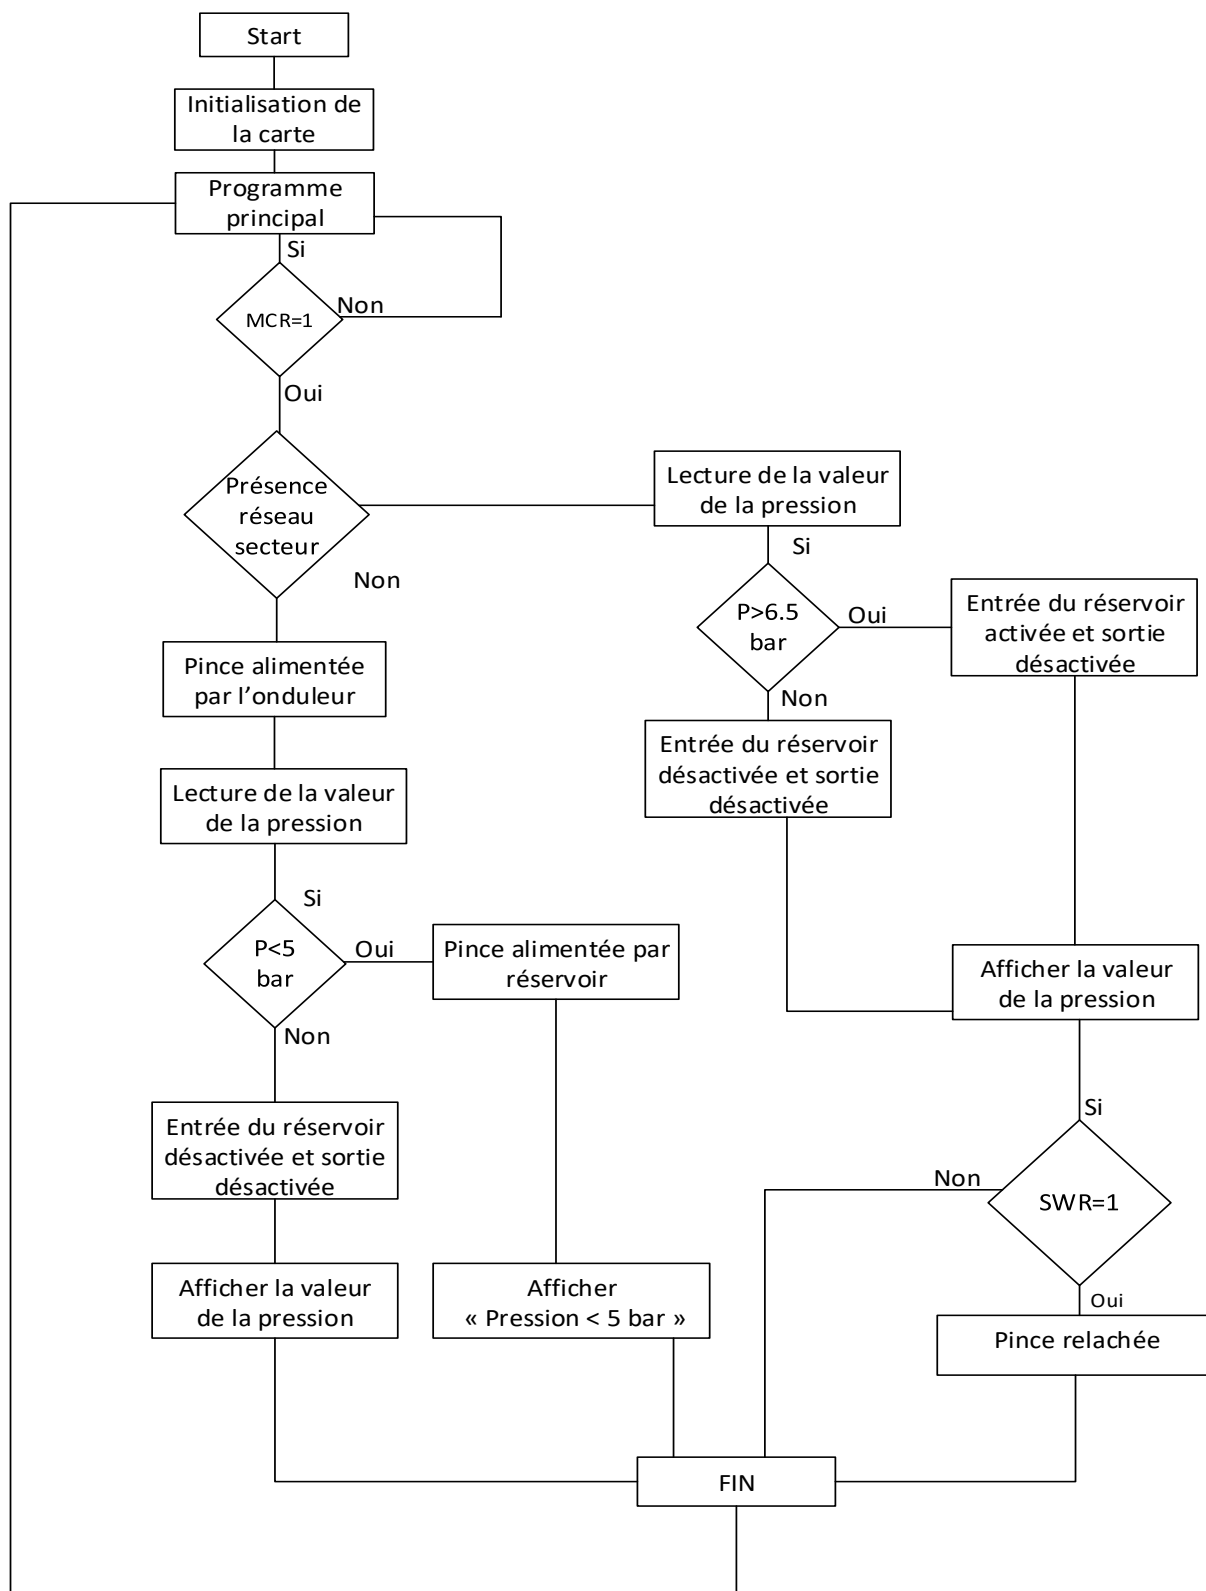 Start
Initialisation de
la carte
Programme
principal
Si
Non
MCR=1
Oui
Présence
réseau
secteur
Non
Lecture de la valeur
de la pression
Si
P>6.5
bar
Oui
Entrée du réservoir
activée et sortie
désactivée
Non
Entrée du réservoir
désactivée et sortie
désactivée
Pince alimentée
par l’onduleur
Lecture de la valeur
de la pression
Si
P<5
bar
Oui
Pince alimentée par
réservoir
Non
Afficher la valeur
de la pression
Entrée du réservoir
désactivée et sortie
désactivée
Si
Non
SWR=1
Oui
Afficher la valeur
de la pression
Afficher
« Pression < 5 bar »
Pince relachée
FIN